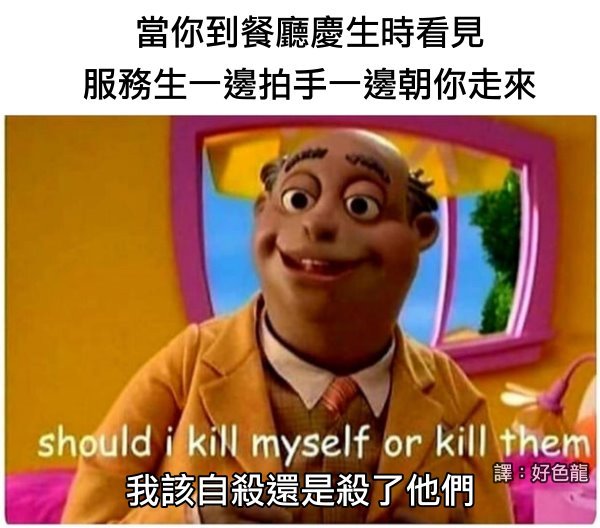 當你到餐廳慶生時看見
服務生一邊拍手一邊朝你走來
should i kill myself or kill them
譯：好色龍
我該自殺還是殺了他們